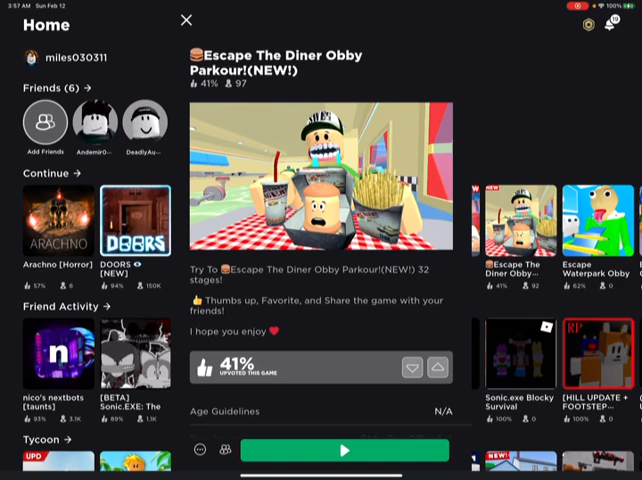 3:57 AM Sun Feb 12
100%
Home
19
miles030311
Friends (6) →
Add Friends
Andemir0...
DeadlyAu...
Continue →
ARACHNO
DOORS
Arachno [Horror]
57% 6
DOORS 👁
[NEW]
94% 150K
Friend Activity →
n
nico's nextbots
[taunts]
93% 3.1K
[BETA]
Sonic.EXE: The
89% 1.1K
Tycoon →
UPD
🍔Escape The Diner Obby
Parkour!(NEW!)
41% 97
Try To 🍔Escape The Diner Obby Parkour!(NEW!) 32
stages!
👍 Thumbs up, Favorite, and Share the game with your
friends!
I hope you enjoy ❤️
41%
UPVOTED THIS GAME
Age Guidelines
N/A
NEW
🍔Escape The
Diner Obby...
41% 92
Escape
Waterpark Obby
62% 0
Sonic.exe Blocky
Survival
100% 0
RP
[HILL UPDATE +
FOOTSTEP...
100% 0
NEW!